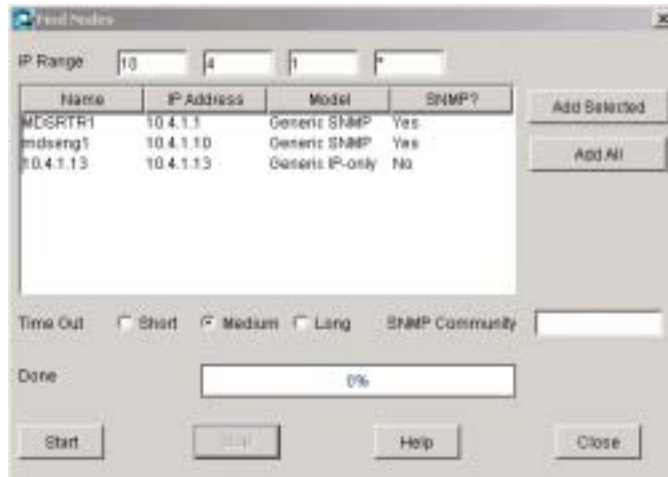 Find Nodes
IP Range 10 4 1 *
Name IP Address Model SNMP?
MDSRTR1 10.4.1.1 Generic SNMP Yes
mdseng1 10.4.1.10 Generic SNMP Yes
10.4.1.13 10.4.1.13 Generic IP-only No
Add Selected
Add All
Time Out Short Medium Long SNMP Community
Done 0%
Start Stop Help Close